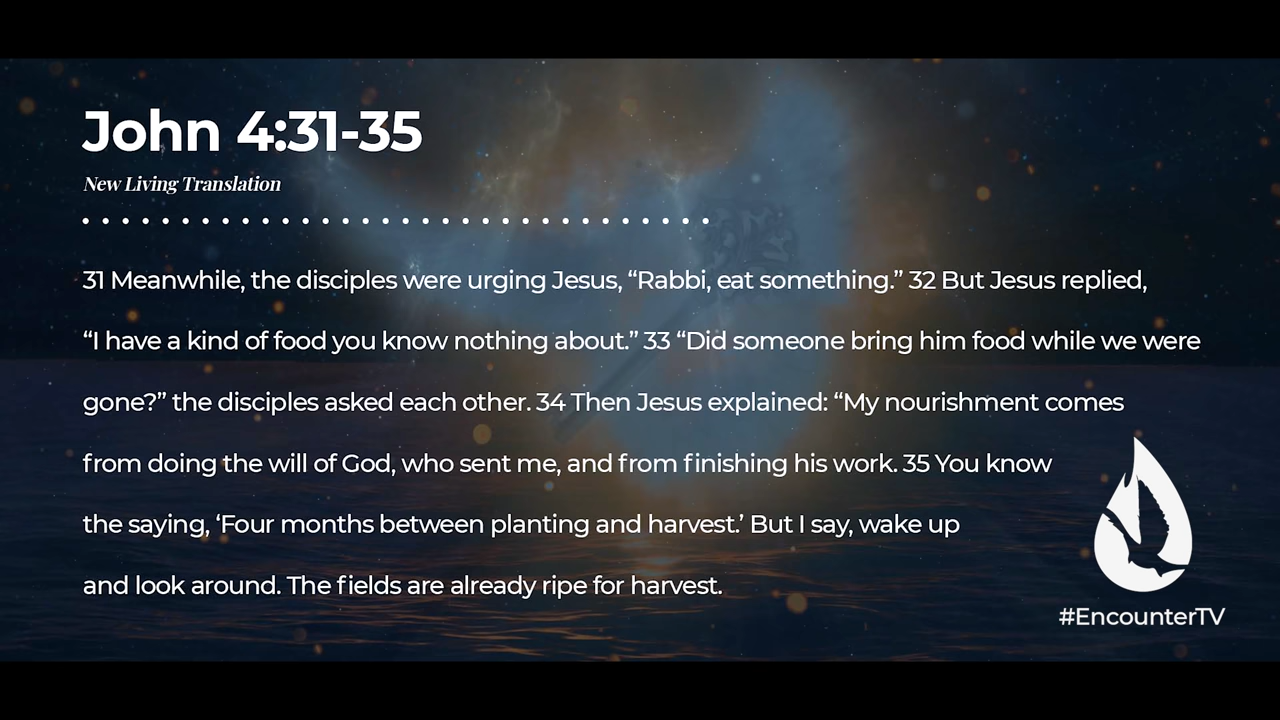 John 4:31-35
New Living Translation
31 Meanwhile, the disciples were urging Jesus, “Rabbi, eat something.” 32 But Jesus replied,
“I have a kind of food you know nothing about.” 33 “Did someone bring him food while we were
gone?” the disciples asked each other. 34 Then Jesus explained: “My nourishment comes
from doing the will of God, who sent me, and from finishing his work. 35 You know
the saying, ‘Four months between planting and harvest.’ But I say, wake up
and look around. The fields are already ripe for harvest.
#EncounterTV